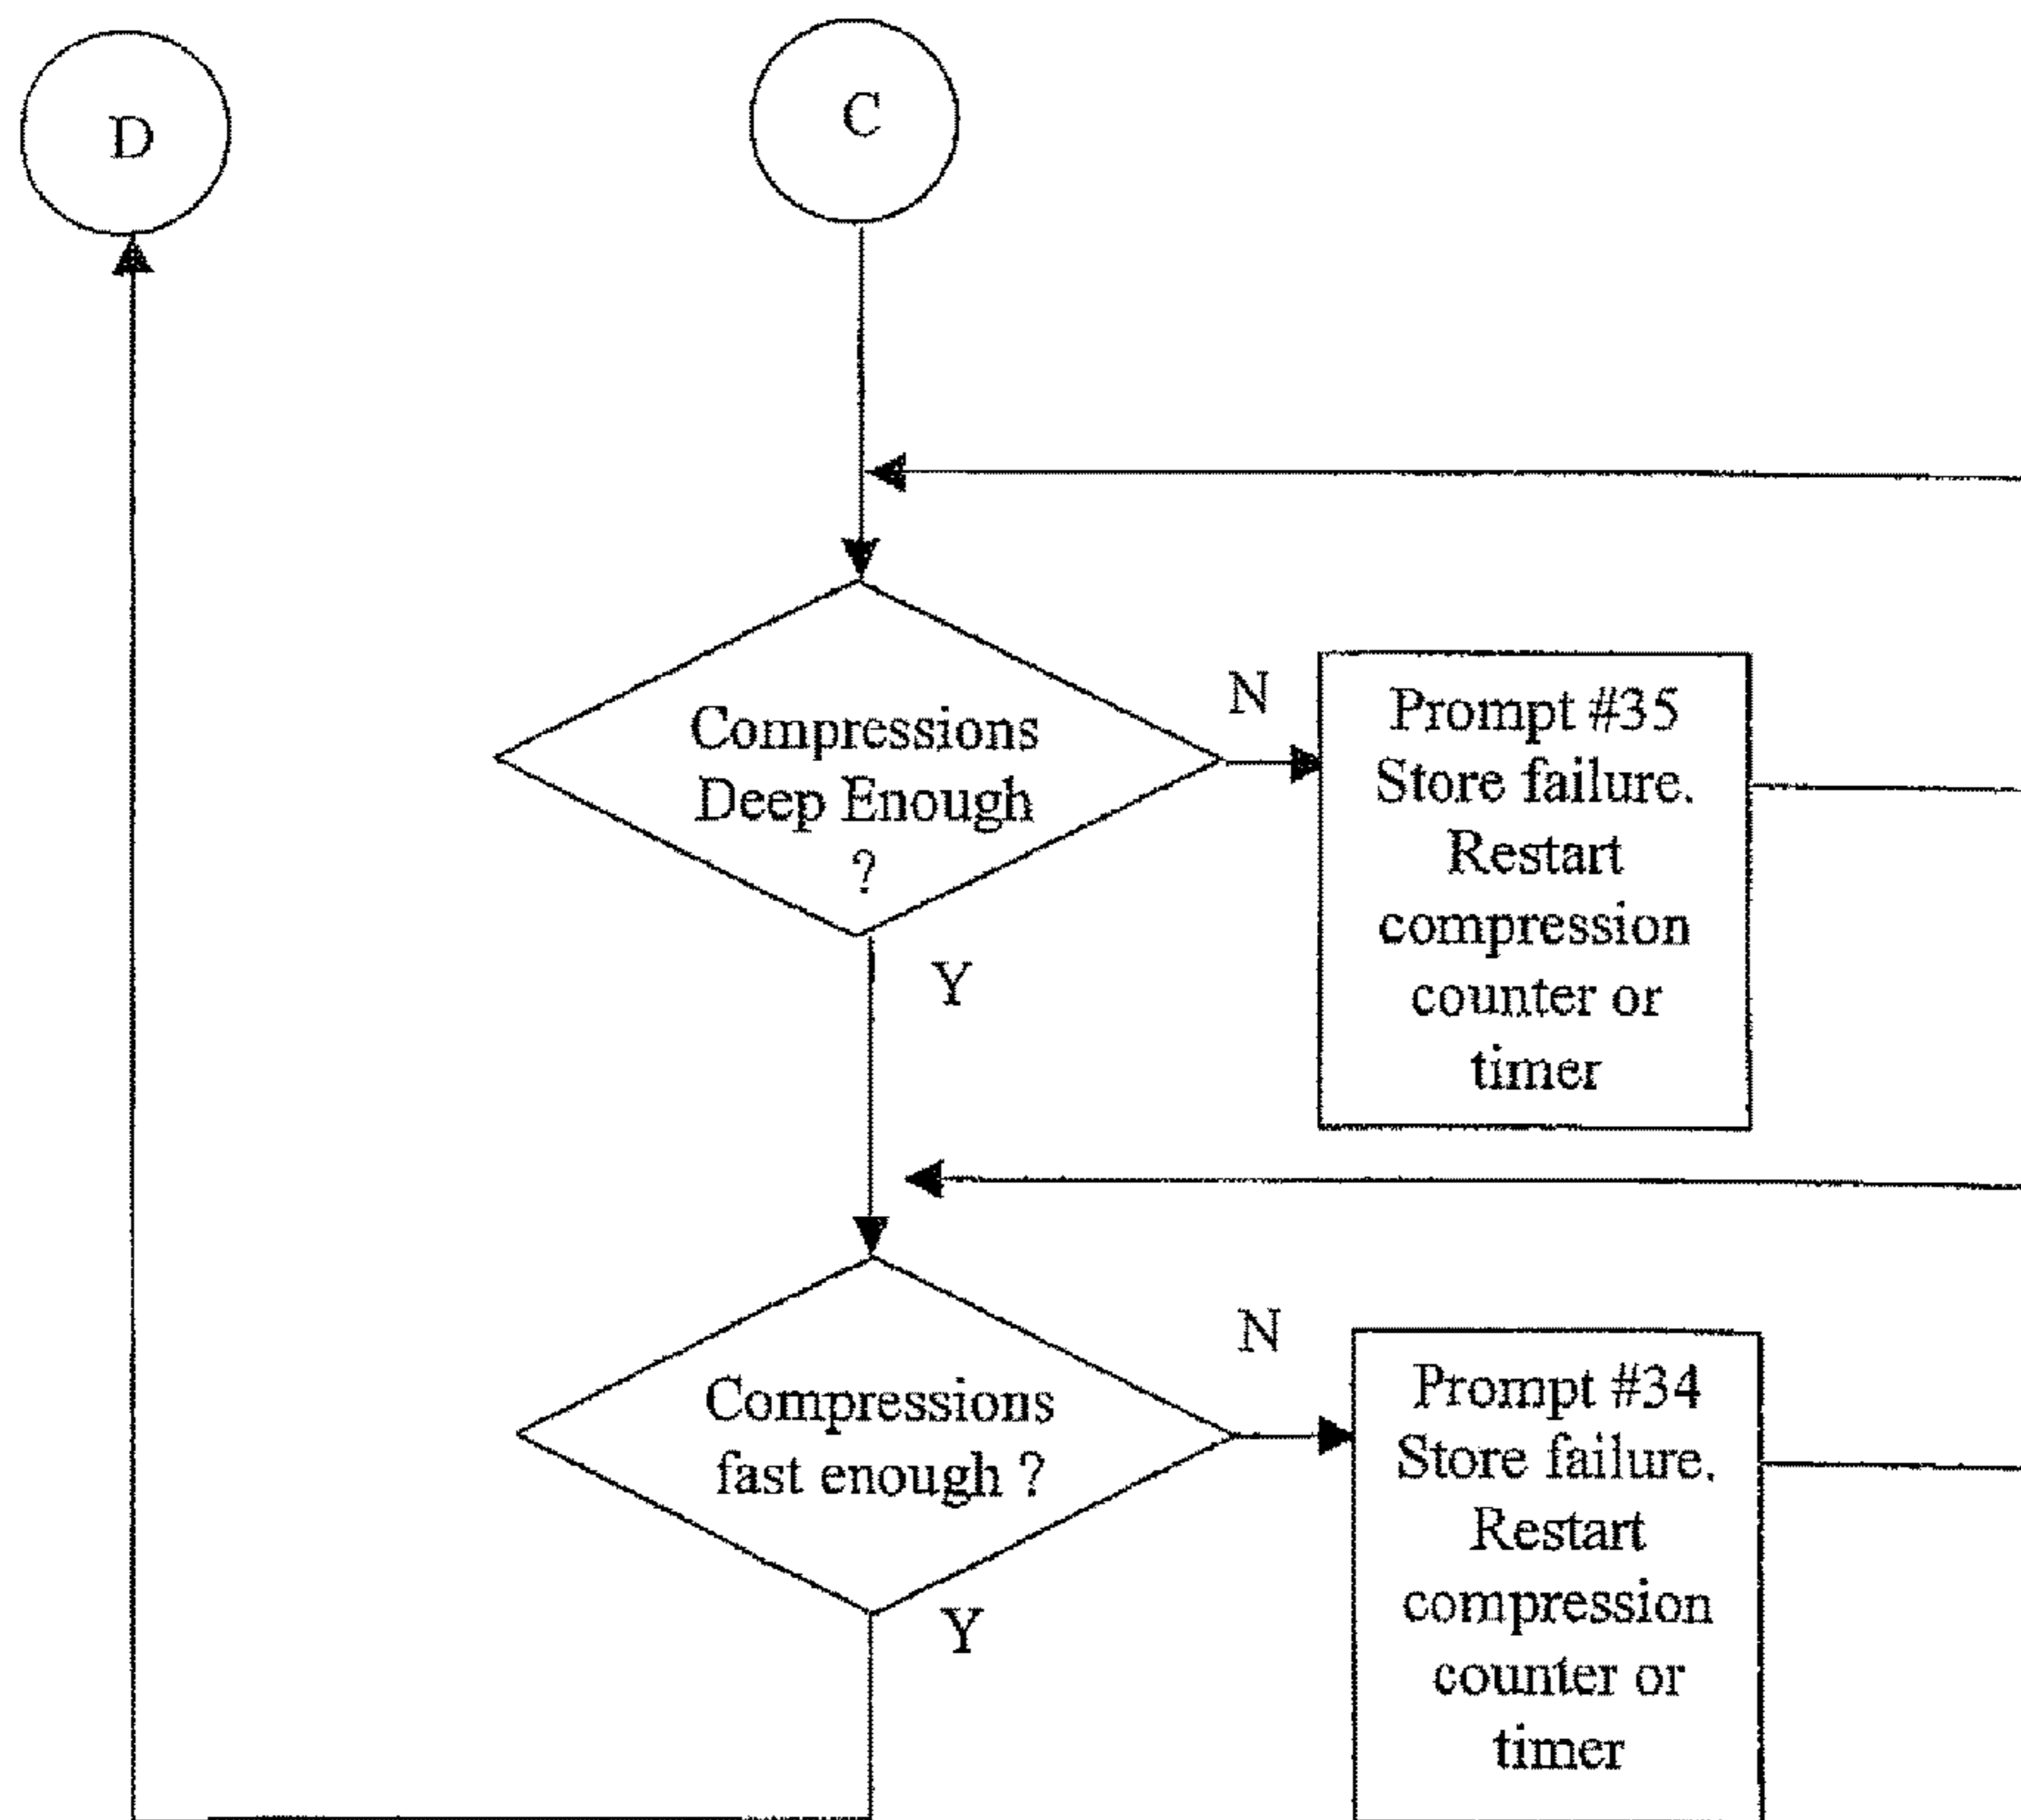 D
C
Compressions
Deep Enough
?
N
Prompt #35
Store failure.
Restart
compression
counter or
timer
Y
Compressions
fast enough ?
N
Prompt #34
Store failure.
Restart
compression
counter or
timer
Y